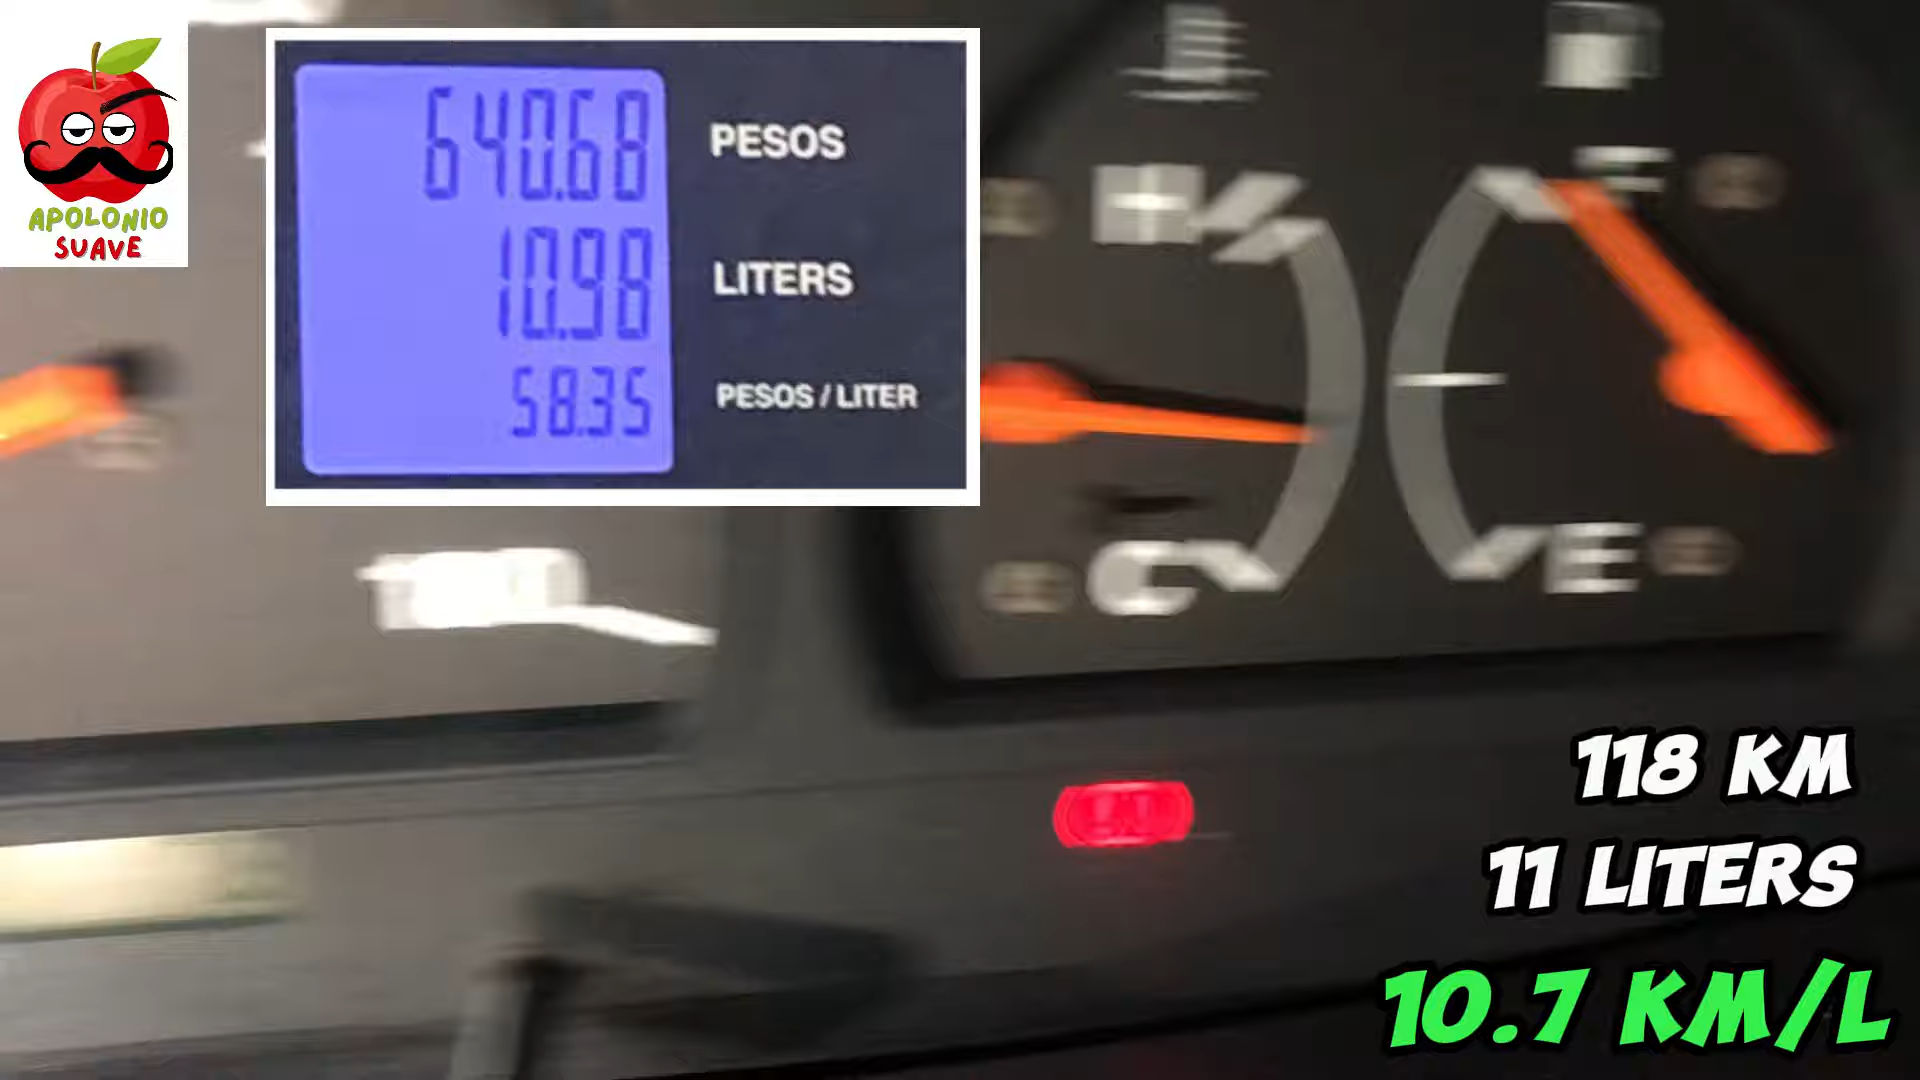 APOLONIO
SUAVE
640.68 PESOS
10.98 LITERS
58.35 PESOS / LITER
C
E
118 KM
11 LITERS
10.7 KM/L